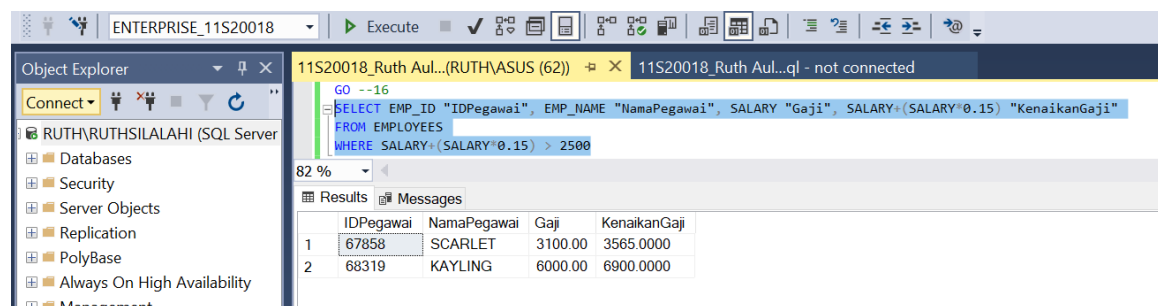 ENTERPRISE_11S20018 Execute
Object Explorer
Connect
RUTH\RUTHSILALAHI (SQL Server
Databases
Security
Server Objects
Replication
PolyBase
Always On High Availability
Management
11S20018_Ruth Aul...(RUTH\ASUS (62)) 11S20018_Ruth Aul...ql - not connected
GO --16
SELECT EMP_ID "IDPegawai", EMP_NAME "NamaPegawai", SALARY "Gaji", SALARY+(SALARY*0.15) "KenaikanGaji"
FROM EMPLOYEES
WHERE SALARY+(SALARY*0.15) > 2500
82 %
Results Messages
IDPegawai NamaPegawai Gaji KenaikanGaji
1 67858 SCARLET 3100.00 3565.0000
2 68319 KAYLING 6000.00 6900.0000